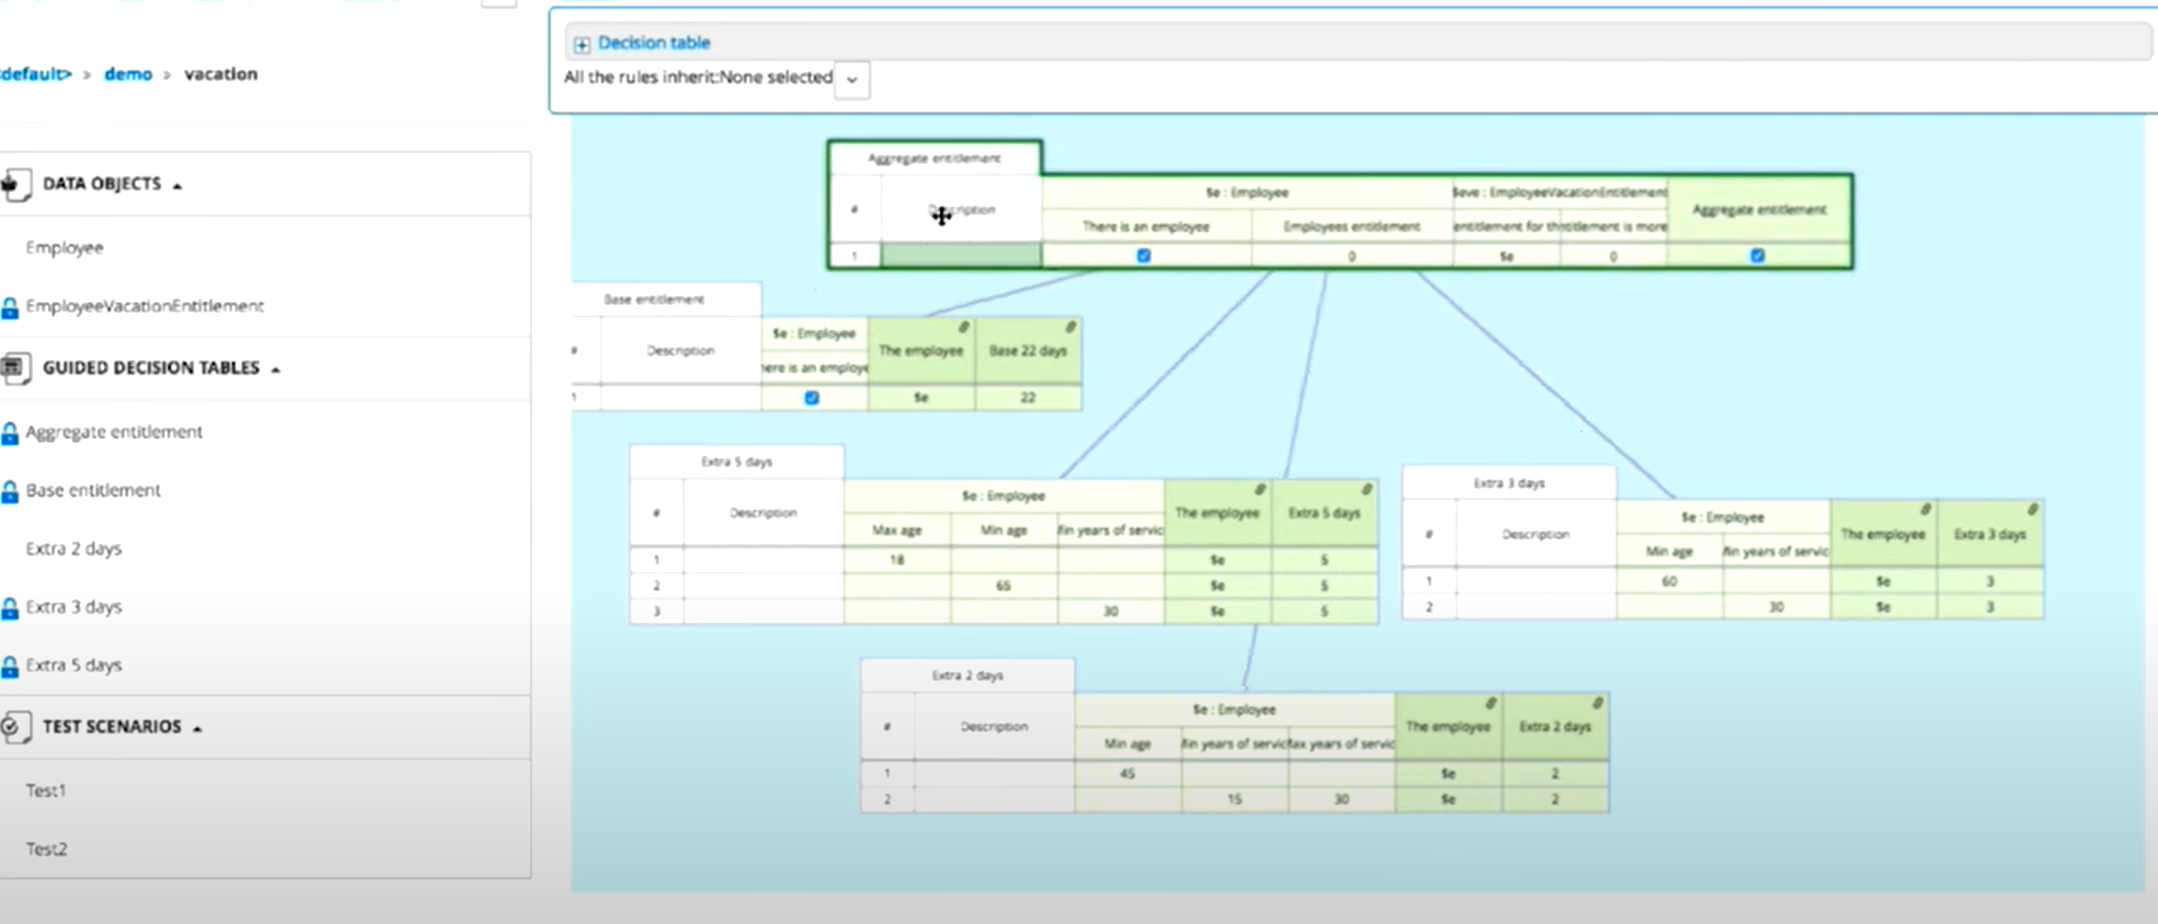 <default> » demo » vacation
DATA OBJECTS
Employee
EmployeeVacationEntitlement
GUIDED DECISION TABLES
Aggregate entitlement
Base entitlement
Extra 2 days
Extra 3 days
Extra 5 days
TEST SCENARIOS
Test1
Test2
Decision table
All the rules inherit:None selected
Aggregate entitlement
# Description $e : Employee $eve : EmployeeVacationEntitlement Aggregate entitlement
There is an employee Employees entitlement entitlement for th titlement is more
1 0 $e 0
Base entitlement
# Description $e : Employee The employee Base 22 days
here is an employe
1 $e 22
Extra 5 days
# Description $e : Employee The employee Extra 5 days
Max age Min age Min years of servic
1 18 $e 5
2 65 $e 5
3 30 $e 5
Extra 3 days
# Description $e : Employee The employee Extra 3 days
Min age Min years of servic
1 60 $e 3
2 30 $e 3
Extra 2 days
# Description $e : Employee The employee Extra 2 days
Min age Min years of servic Max years of servic
1 45 $e 2
2 15 30 $e 2